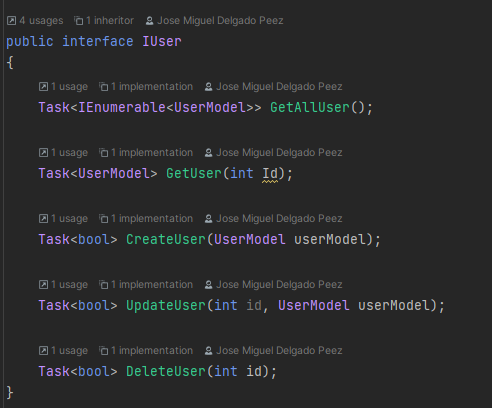 4 usages 1 inheritor Jose Miguel Delgado Peez
public interface IUser
{
1 usage 1 implementation Jose Miguel Delgado Peez
Task<IEnumerable<UserModel>> GetAllUser();
1 usage 1 implementation Jose Miguel Delgado Peez
Task<UserModel> GetUser(int Id);
1 usage 1 implementation Jose Miguel Delgado Peez
Task<bool> CreateUser(UserModel userModel);
1 usage 1 implementation Jose Miguel Delgado Peez
Task<bool> UpdateUser(int id, UserModel userModel);
1 usage 1 implementation Jose Miguel Delgado Peez
Task<bool> DeleteUser(int id);
}